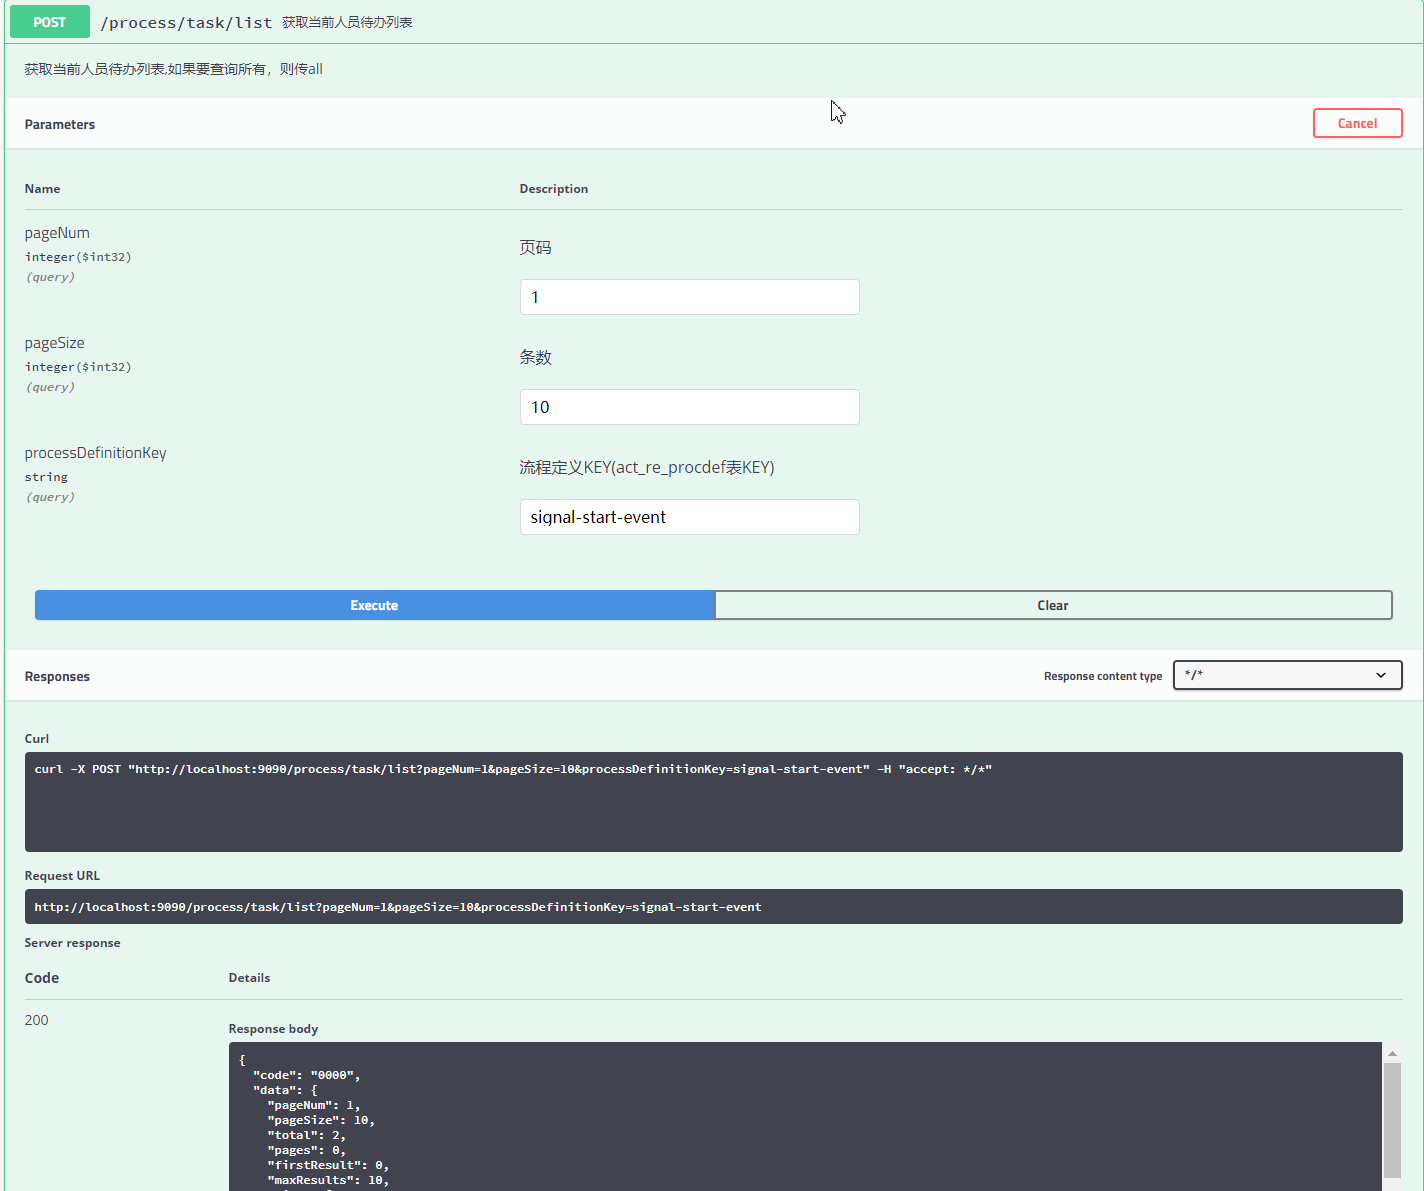 POST /process/task/list 获取当前人员待办列表
获取当前人员待办列表,如果要查询所有，则传all
Parameters
Cancel
Name Description
pageNum
integer($int32)
(query)
页码
1
pageSize
integer($int32)
(query)
条数
10
processDefinitionKey
string
(query)
流程定义KEY(act_re_procdef表KEY)
signal-start-event
Execute Clear
Responses Response content type */*
Curl
curl -X POST "http://localhost:9090/process/task/list?pageNum=1&pageSize=10&processDefinitionKey=signal-start-event" -H "accept: */*"
Request URL
http://localhost:9090/process/task/list?pageNum=1&pageSize=10&processDefinitionKey=signal-start-event
Server response
Code Details
200
Response body
{
"code": "0000",
"data": {
"pageNum": 1,
"pageSize": 10,
"total": 2,
"pages": 0,
"firstResult": 0,
"maxResults": 10,